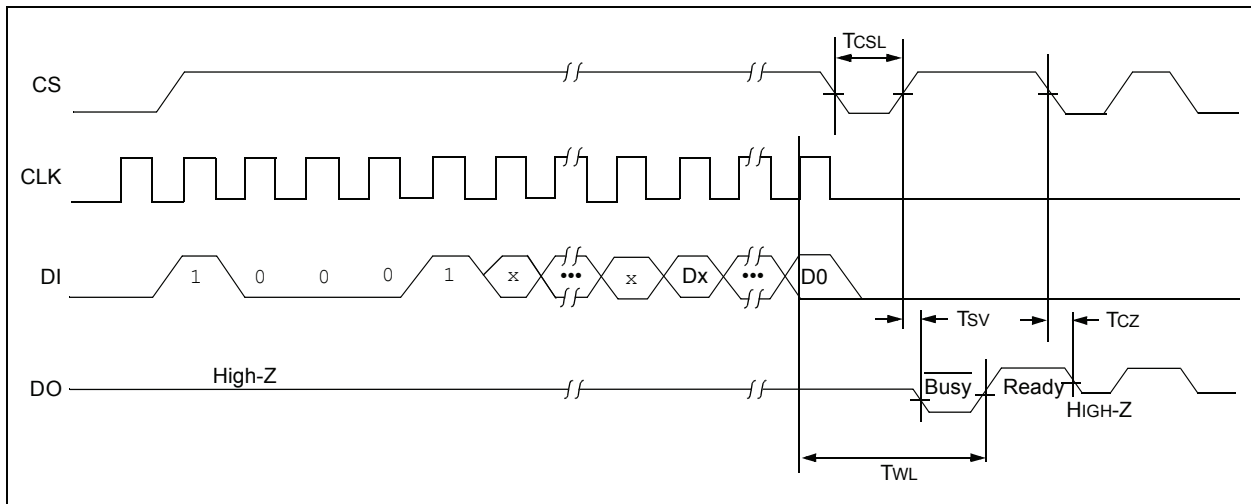 TCSL
CS
CLK
DI
1 0 0 0 1 x ••• x Dx ••• D0
TSV
TCZ
DO
High-Z
Busy
Ready
HIGH-Z
TWL